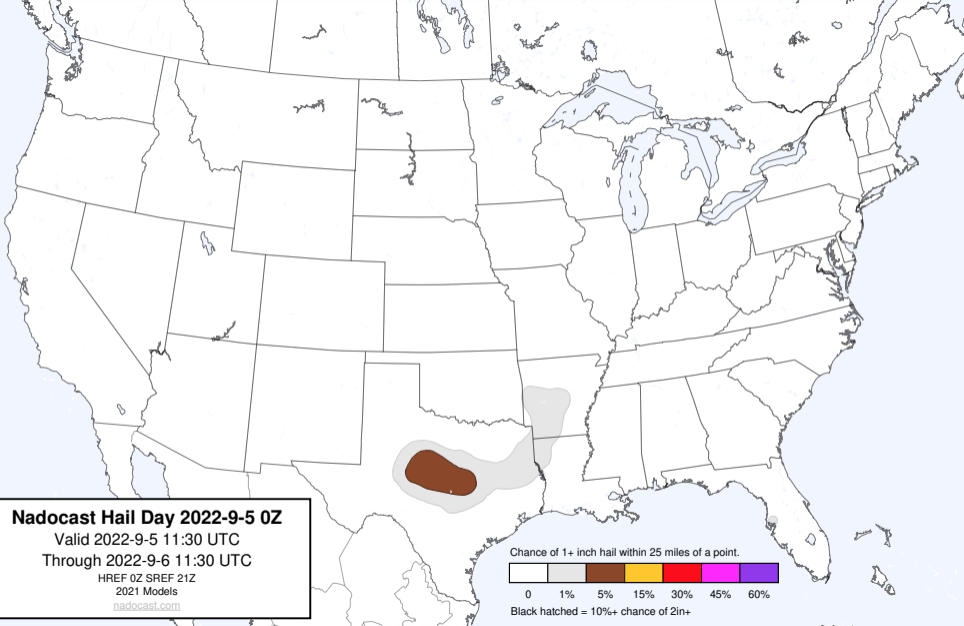 Nadocast Hail Day 2022-9-5 0Z
Valid 2022-9-5 11:30 UTC
Through 2022-9-6 11:30 UTC
HREF 0Z SREF 21Z
2021 Models
nadocast.com
Chance of 1+ inch hail within 25 miles of a point.
0 1% 5% 15% 30% 45% 60%
Black hatched = 10%+ chance of 2in+